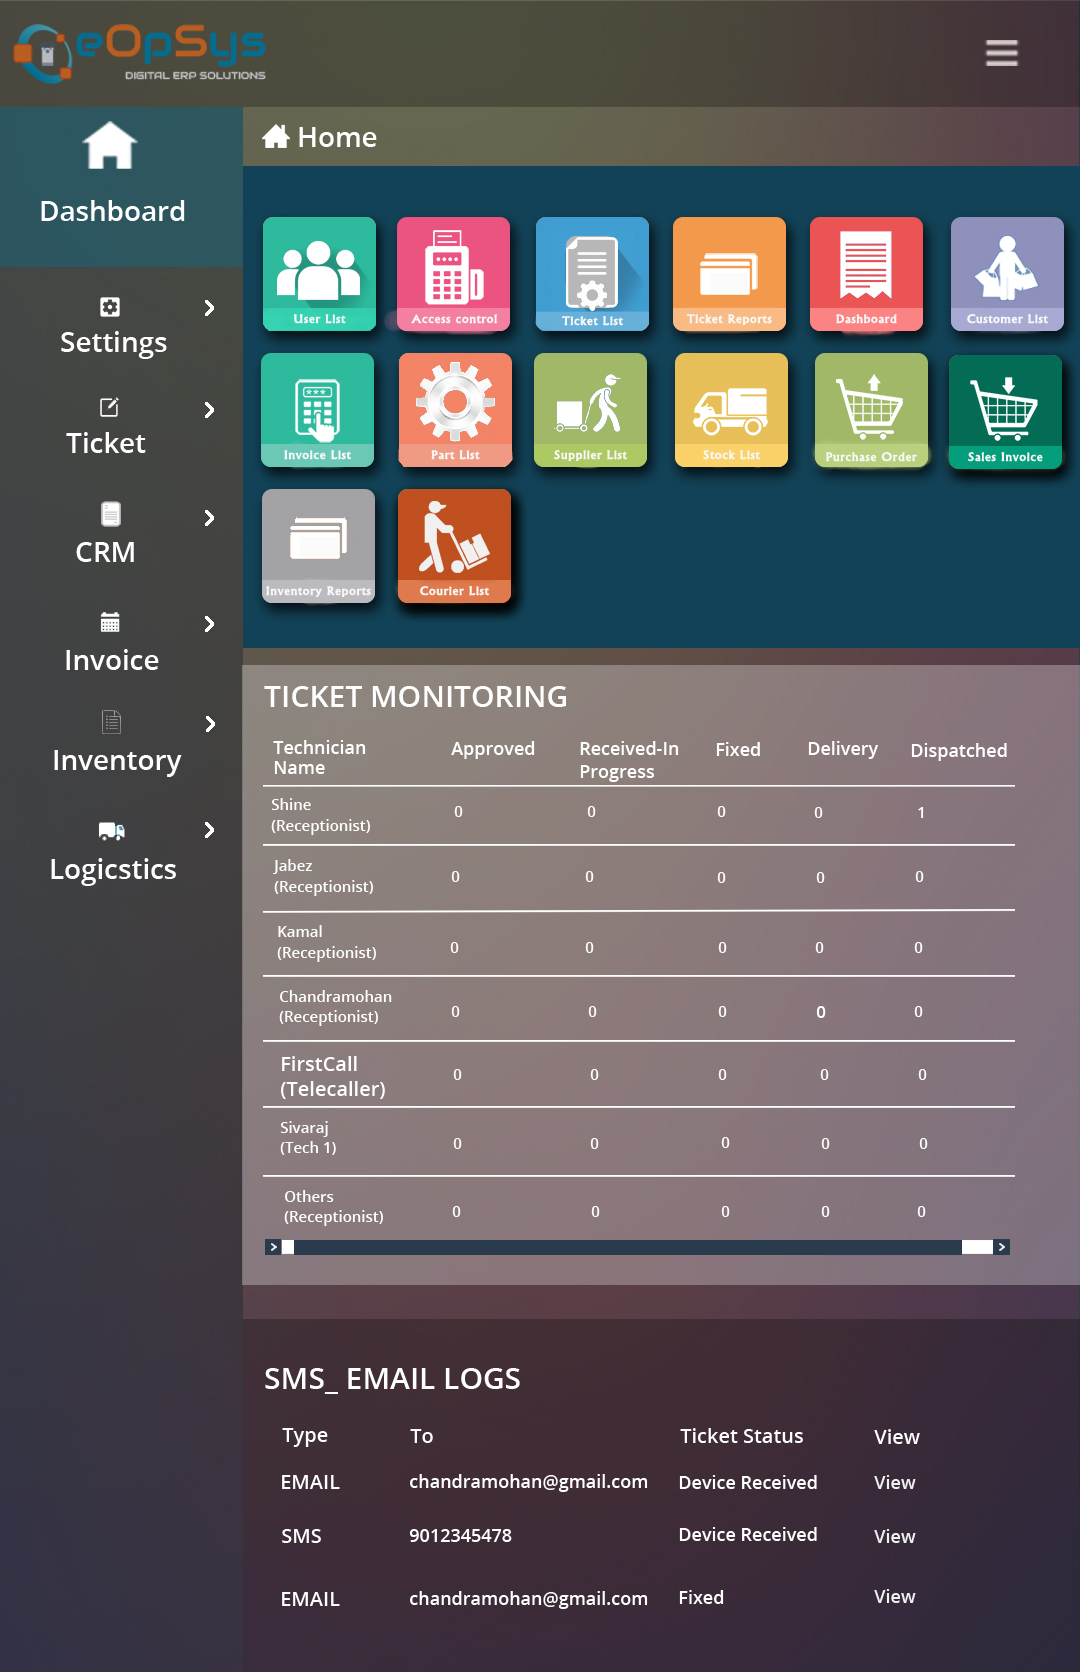 eOpSys
DIGITAL ERP SOLUTIONS
Home
Dashboard
Settings
Ticket
CRM
Invoice
Inventory
Logicstics
User List
Access control
Ticket List
Ticket Reports
Dashboard
Customer List
Invoice List
Part List
Supplier List
Stock List
Purchase Order
Sales Invoice
Inventory Reports
Courier List
TICKET MONITORING
Technician Approved Received-In Fixed Delivery Dispatched
Name Progress
Shine
(Receptionist) 0 0 0 0 1
Jabez
(Receptionist) 0 0 0 0 0
Kamal
(Receptionist) 0 0 0 0 0
Chandramohan
(Receptionist) 0 0 0 0 0
FirstCall
(Telecaller) 0 0 0 0 0
Sivaraj
(Tech 1) 0 0 0 0 0
Others
(Receptionist) 0 0 0 0 0
SMS_ EMAIL LOGS
Type To Ticket Status View
EMAIL chandramohan@gmail.com Device Received View
SMS 9012345478 Device Received View
EMAIL chandramohan@gmail.com Fixed View